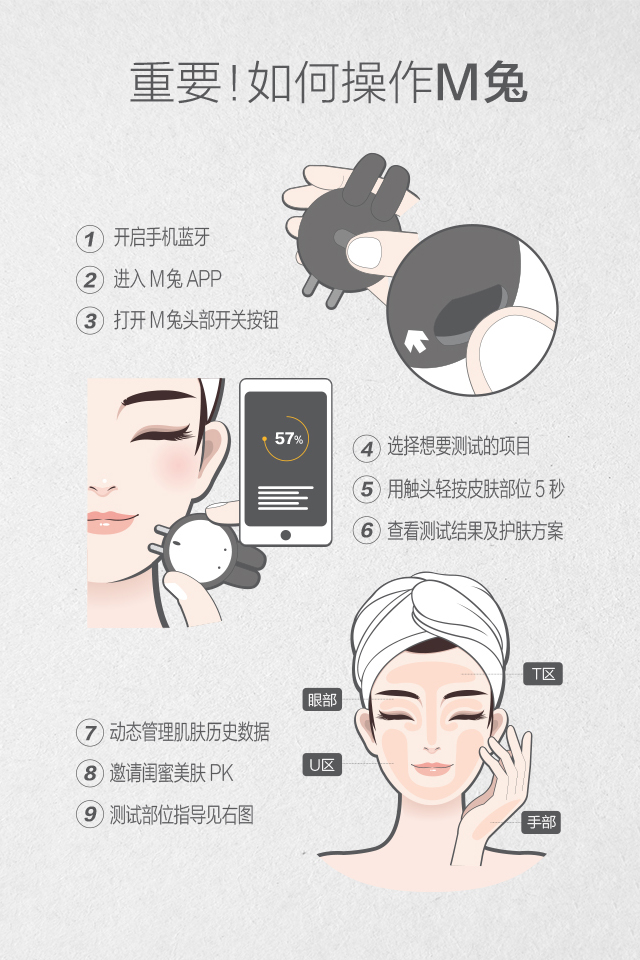 重要!如何操作M兔
1 开启手机蓝牙
2 进入 M兔 APP
3 打开 M兔头部开关按钮
57%
4 选择想要测试的项目
5 用触头轻按皮肤部位 5 秒
6 查看测试结果及护肤方案
T区
眼部
7 动态管理肌肤历史数据
U区
8 邀请闺蜜美肤 PK
9 测试部位指导见右图
手部